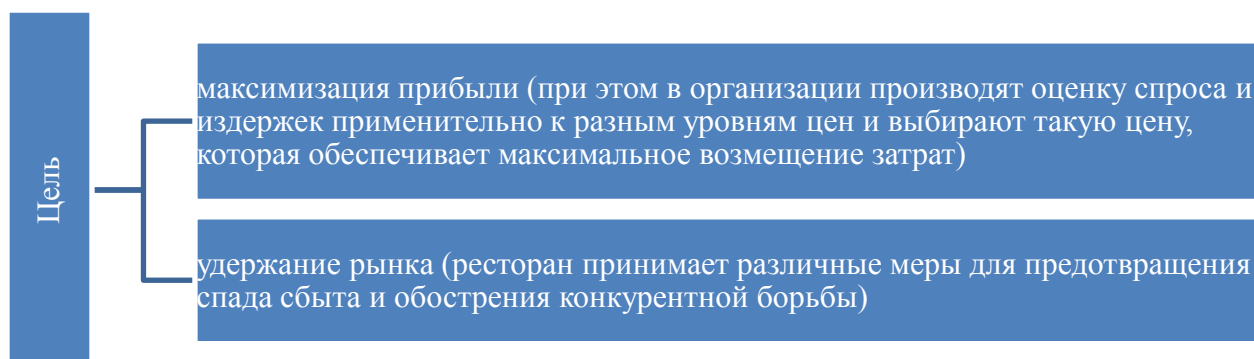 Цель
максимизация прибыли (при этом в организации производят оценку спроса и
издержек применительно к разным уровням цен и выбирают такую цену,
которая обеспечивает максимальное возмещение затрат)
удержание рынка (ресторан принимает различные меры для предотвращения
спада сбыта и обострения конкурентной борьбы)